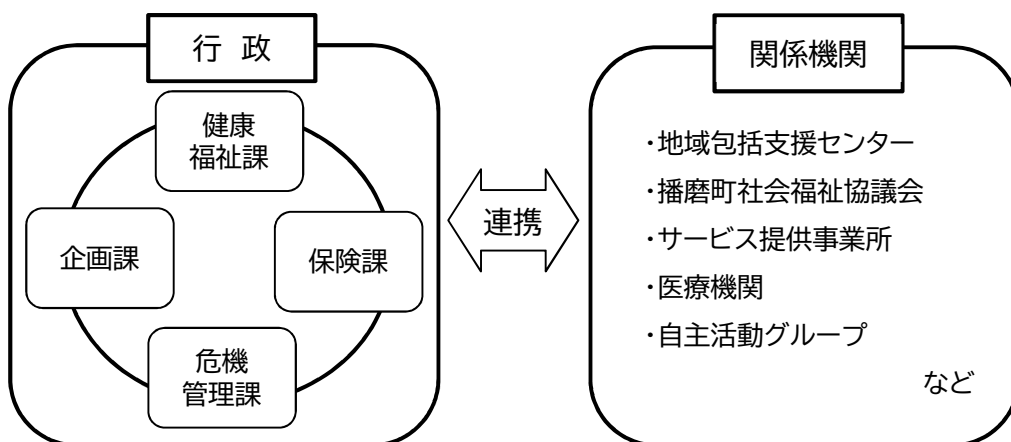 行 政
健康
福祉課
企画課
保険課
危機
管理課
連携
関係機関
・地域包括支援センター
・播磨町社会福祉協議会
・サービス提供事業所
・医療機関
・自主活動グループ
など